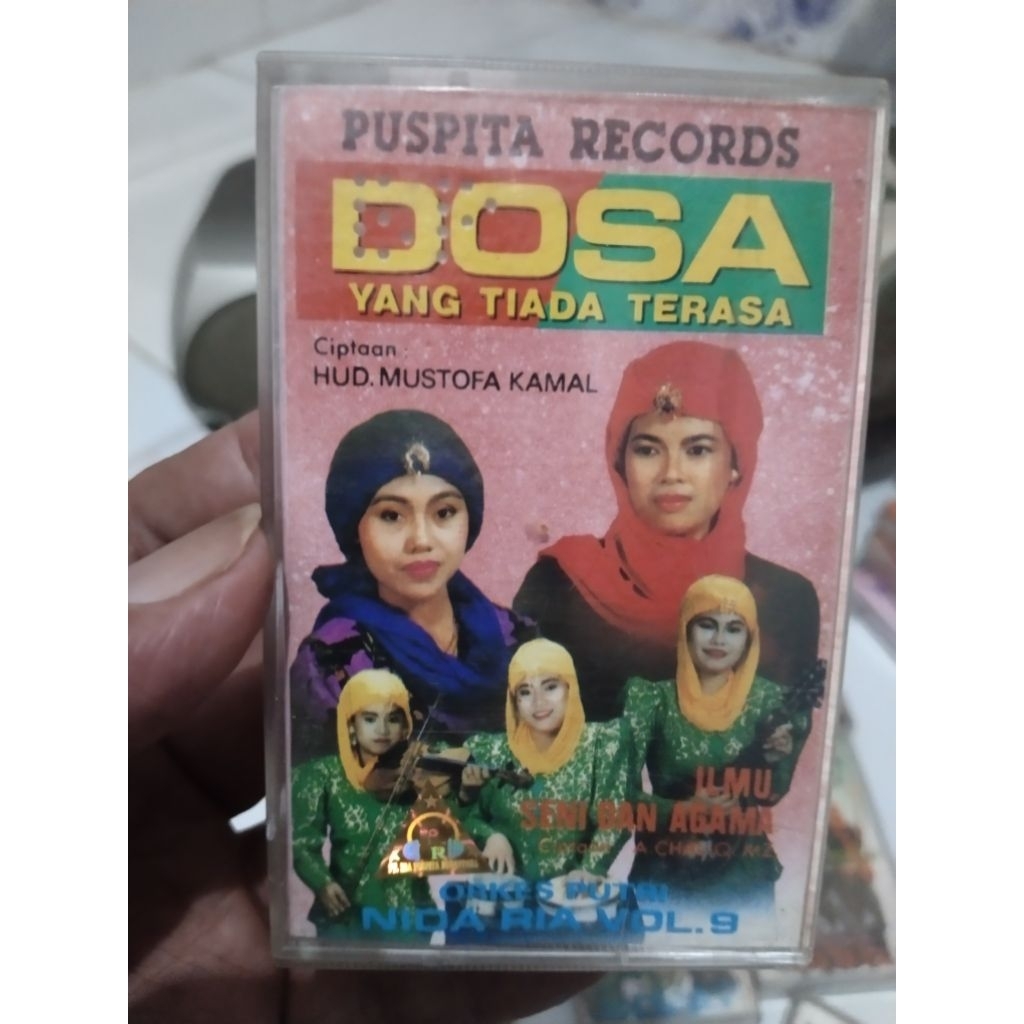 PUSPITA RECORDS
DOSA
YANG TIADA TERASA
Ciptaan :
HUD. MUSTOFA KAMAL
ILMU,
SENI DAN AGAMA
ORKES PUTRI
NIDA RIA VOL. 9